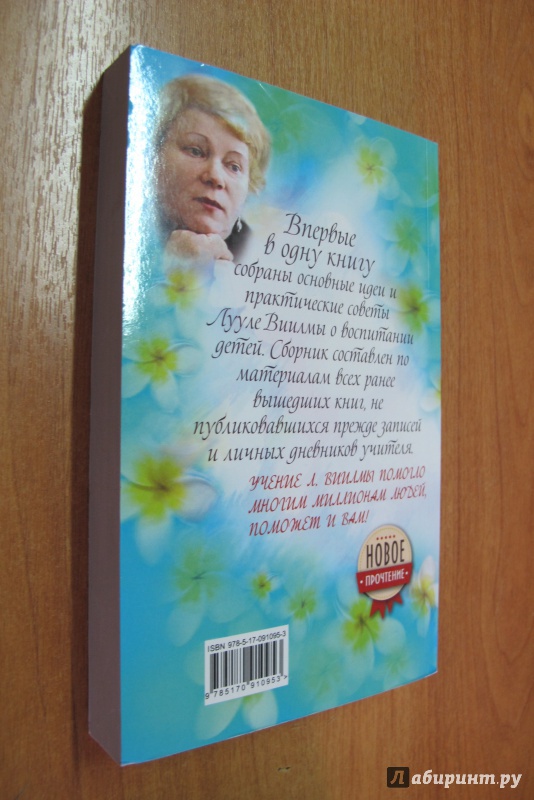 Впервые
в одну книгу
собраны основные идеи и
практические советы
Лууле Виилмы о воспитании
детей. Сборник составлен по
материалам всех ранее
вышедших книг, не
публиковавшихся прежде записей
и личных дневников учителя.
УЧЕНИЕ Л. ВИИЛМЫ ПОМОГЛО
МНОГИМ МИЛЛИОНАМ ЛЮДЕЙ,
ПОМОЖЕТ И ВАМ!
НОВОЕ
ПРОЧТЕНИЕ
ISBN 978-5-17-091095-3
9 785170 910953 >
Лабиринт.ру